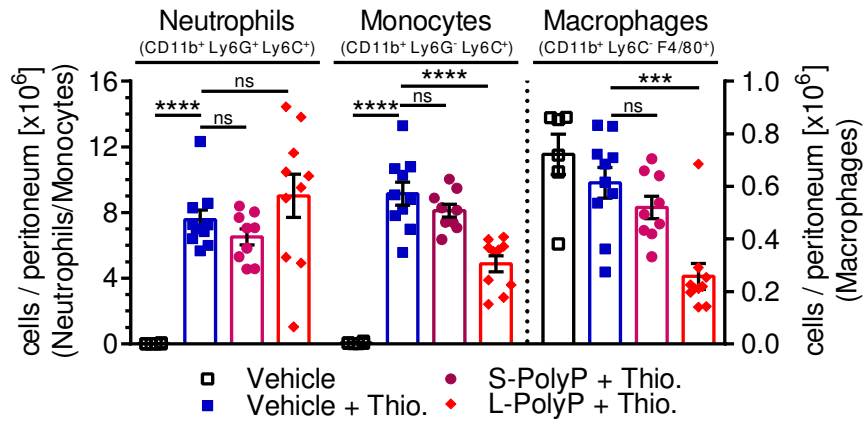 Neutrophils
(CD11b⁺ Ly6G⁺ Ly6C⁺)
Monocytes
(CD11b⁺ Ly6G⁻ Ly6C⁺)
Macrophages
(CD11b⁺ Ly6C⁻ F4/80⁺)
cells / peritoneum [x10⁶]
(Neutrophils/Monocytes)
16
12
8
4
0
ns
****
ns
****
****
ns
***
ns
1.0
0.8
0.6
0.4
0.2
0.0
cells / peritoneum [x10⁶]
(Macrophages)
Vehicle
S-PolyP + Thio.
Vehicle + Thio.
L-PolyP + Thio.